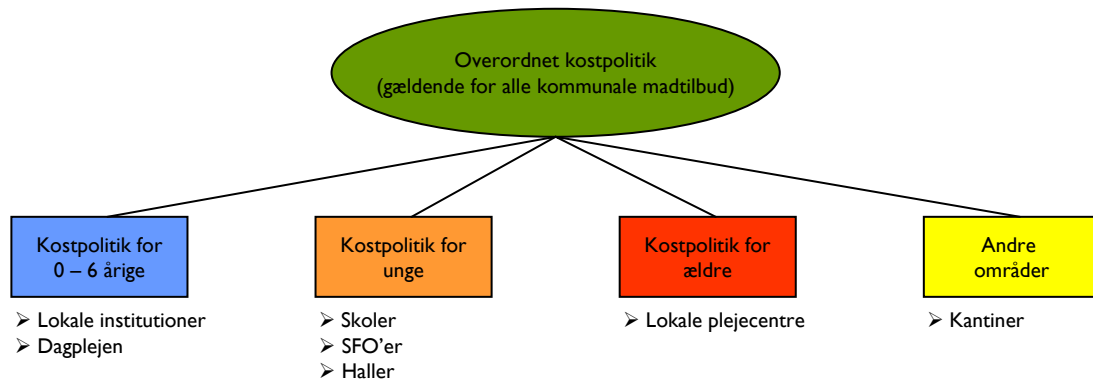 Overordnet kostpolitik
(gældende for alle kommunale madtilbud)
Kostpolitik for
0 – 6 årige
➢ Lokale institutioner
➢ Dagplejen
Kostpolitik for
unge
➢ Skoler
➢ SFO'er
➢ Haller
Kostpolitik for
ældre
➢ Lokale plejecentre
Andre
områder
➢ Kantiner